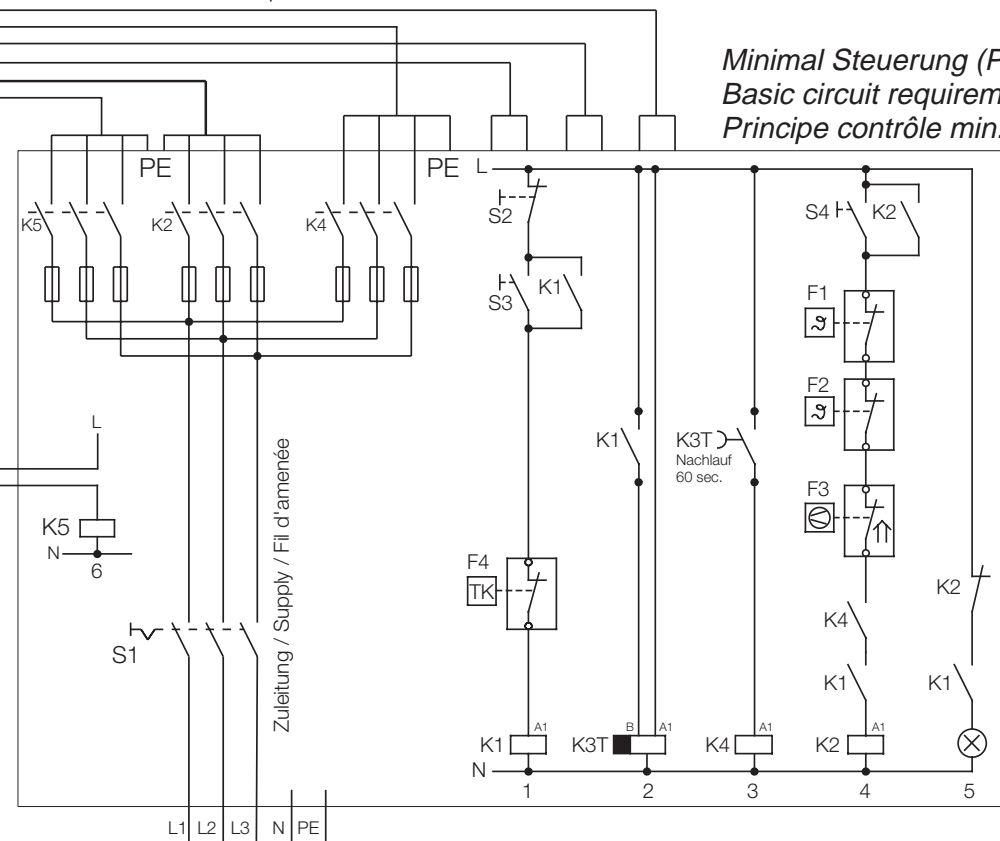 Minimal Steuerung (P
Basic circuit requirem
Principe contrôle min.
PE
PE
L
K5
K2
K4
S2
S4
K2
S3
K1
F1
ϑ
F2
ϑ
L
K1
K3T
Nachlauf
60 sec.
F3
K5
N
6
F4
TK
K2
K4
S1
Zuleitung / Supply / Fil d'amenée
K1
K1
K1
A1
K3T
B
A1
K4
A1
K2
A1
N
1
2
3
4
5
L1
L2
L3
N
PE